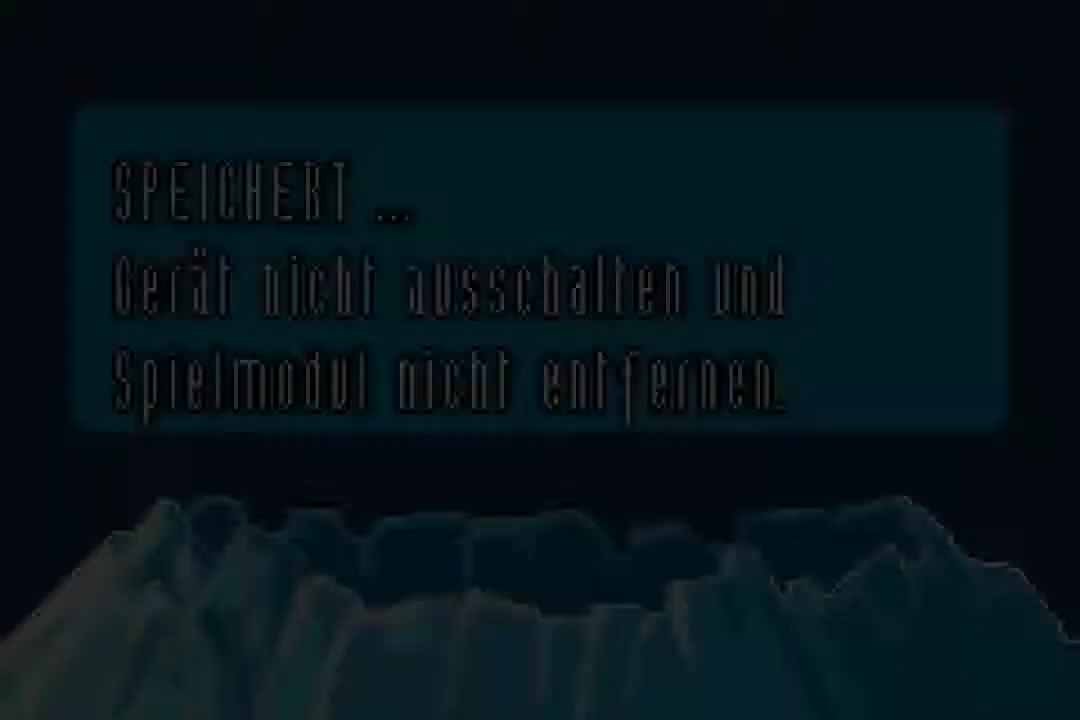 SPEICHERT ...
Gerät nicht ausschalten und
Spielmodul nicht entfernen.